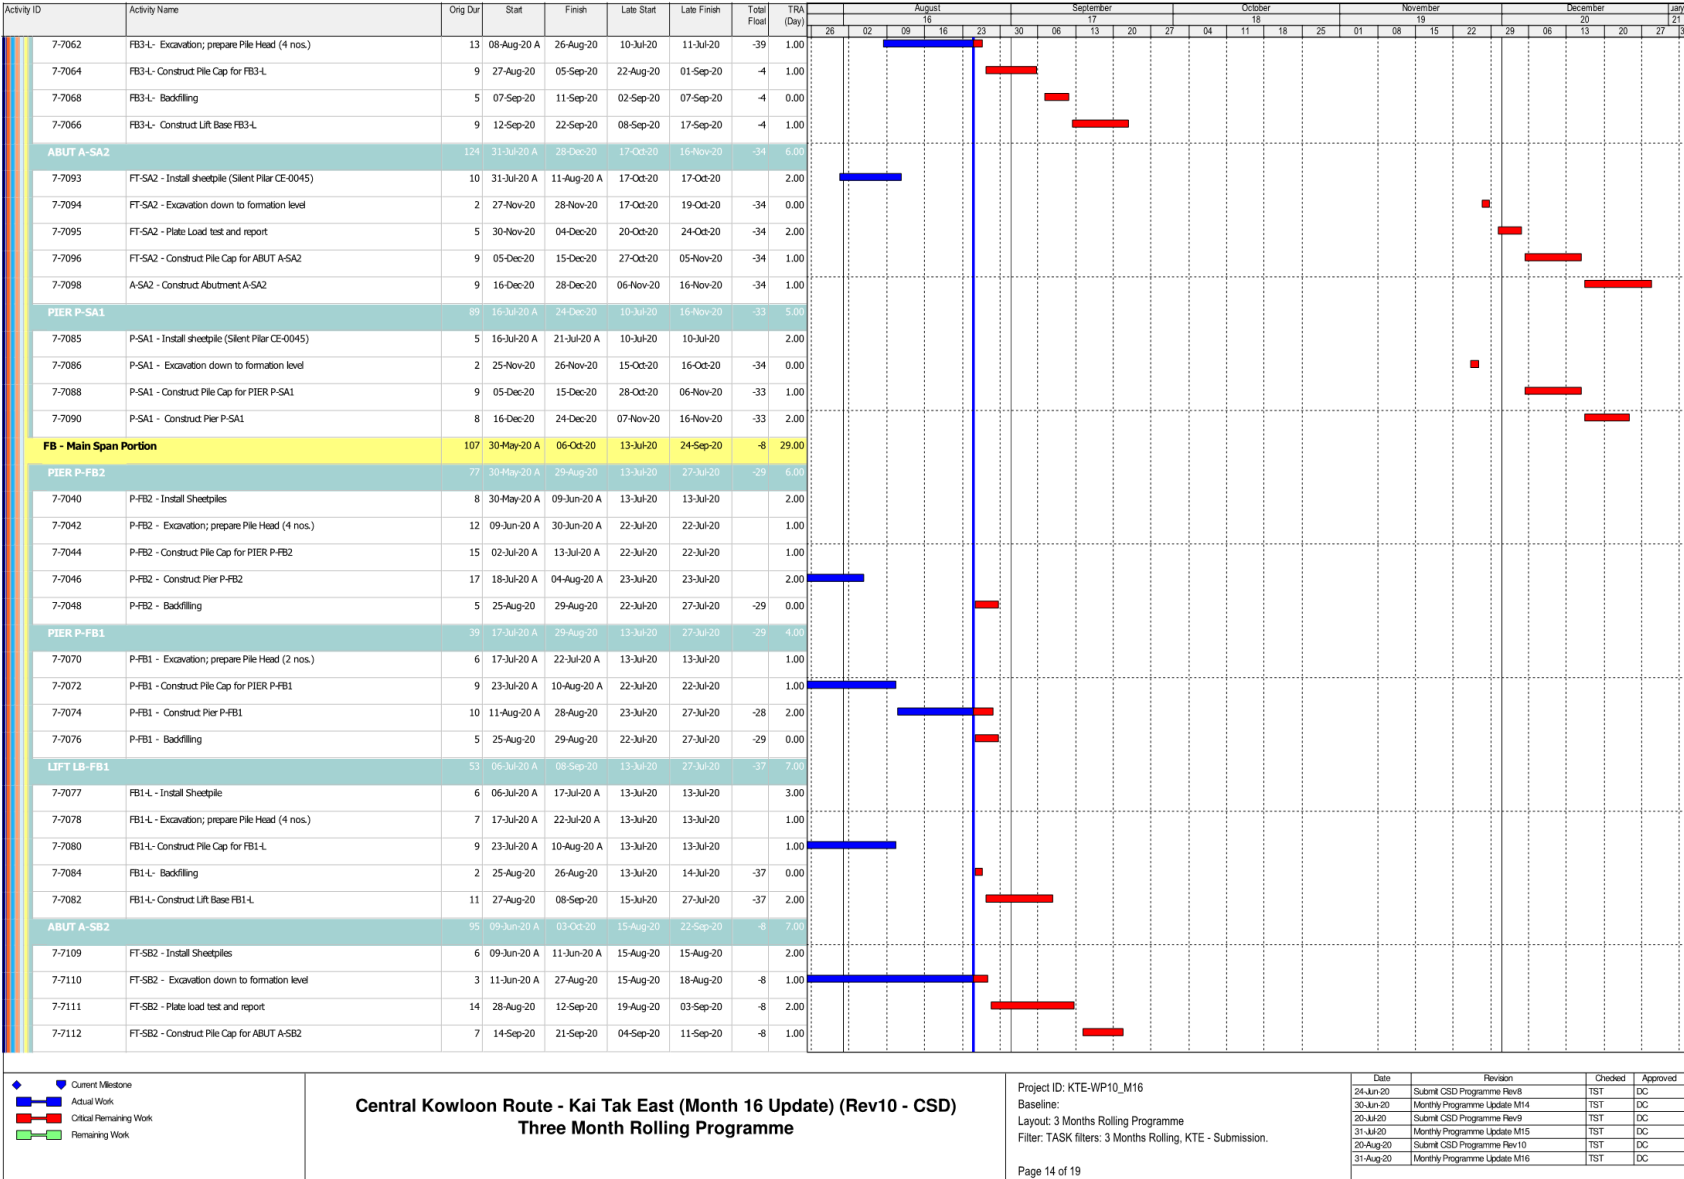 Activity ID Activity Name Orig Dur Start Finish Late Start Late Finish Total Float TRA (Day) August September October November December
16 17 18 19 20 21
26 02 09 16 23 30 06 13 20 27 04 11 18 25 01 08 15 22 29 06 13 20 27
7-7062 FB3-L- Excavation; prepare Pile Head (4 nos.) 13 08-Aug-20 A 26-Aug-20 10-Jul-20 11-Jul-20 -39 1.00
7-7064 FB3-L- Construct Pile Cap for FB3-L 9 27-Aug-20 05-Sep-20 22-Aug-20 01-Sep-20 -4 1.00
7-7068 FB3-L- Backfilling 5 07-Sep-20 11-Sep-20 02-Sep-20 07-Sep-20 -4 0.00
7-7066 FB3-L- Construct Lift Base FB3-L 9 12-Sep-20 22-Sep-20 08-Sep-20 17-Sep-20 -4 1.00
ABUT A-SA2 124 31-Jul-20 A 28-Dec-20 17-Oct-20 16-Nov-20 -34 6.00
7-7093 FT-SA2 - Install sheetpile (Silent Pilar CE-0045) 10 31-Jul-20 A 11-Aug-20 A 17-Oct-20 17-Oct-20 2.00
7-7094 FT-SA2 - Excavation down to formation level 2 27-Nov-20 28-Nov-20 17-Oct-20 19-Oct-20 -34 0.00
7-7095 FT-SA2 - Plate Load test and report 5 30-Nov-20 04-Dec-20 20-Oct-20 24-Oct-20 -34 2.00
7-7096 FT-SA2 - Construct Pile Cap for ABUT A-SA2 9 05-Dec-20 15-Dec-20 27-Oct-20 05-Nov-20 -34 1.00
7-7098 A-SA2 - Construct Abutment A-SA2 9 16-Dec-20 28-Dec-20 06-Nov-20 16-Nov-20 -34 1.00
PIER P-SA1 89 16-Jul-20 A 24-Dec-20 10-Jul-20 16-Nov-20 -33 5.00
7-7085 P-SA1 - Install sheetpile (Silent Pilar CE-0045) 5 16-Jul-20 A 21-Jul-20 A 10-Jul-20 10-Jul-20 2.00
7-7086 P-SA1 - Excavation down to formation level 2 25-Nov-20 26-Nov-20 15-Oct-20 16-Oct-20 -34 0.00
7-7088 P-SA1 - Construct Pile Cap for PIER P-SA1 9 05-Dec-20 15-Dec-20 28-Oct-20 06-Nov-20 -33 1.00
7-7090 P-SA1 - Construct Pier P-SA1 8 16-Dec-20 24-Dec-20 07-Nov-20 16-Nov-20 -33 2.00
FB - Main Span Portion 107 30-May-20 A 06-Oct-20 13-Jul-20 24-Sep-20 -8 29.00
PIER P-FB2 77 30-May-20 A 29-Aug-20 13-Jul-20 27-Jul-20 -29 6.00
7-7040 P-FB2 - Install Sheetpiles 8 30-May-20 A 09-Jun-20 A 13-Jul-20 13-Jul-20 2.00
7-7042 P-FB2 - Excavation; prepare Pile Head (4 nos.) 12 09-Jun-20 A 30-Jun-20 A 22-Jul-20 22-Jul-20 1.00
7-7044 P-FB2 - Construct Pile Cap for PIER P-FB2 15 02-Jul-20 A 13-Jul-20 A 22-Jul-20 22-Jul-20 1.00
7-7046 P-FB2 - Construct Pier P-FB2 17 18-Jul-20 A 04-Aug-20 A 23-Jul-20 23-Jul-20 2.00
7-7048 P-FB2 - Backfilling 5 25-Aug-20 29-Aug-20 22-Jul-20 27-Jul-20 -29 0.00
PIER P-FB1 39 17-Jul-20 A 29-Aug-20 13-Jul-20 27-Jul-20 -29 4.00
7-7070 P-FB1 - Excavation; prepare Pile Head (2 nos.) 6 17-Jul-20 A 22-Jul-20 A 13-Jul-20 13-Jul-20 1.00
7-7072 P-FB1 - Construct Pile Cap for PIER P-FB1 9 23-Jul-20 A 10-Aug-20 A 22-Jul-20 22-Jul-20 1.00
7-7074 P-FB1 - Construct Pier P-FB1 10 11-Aug-20 A 28-Aug-20 23-Jul-20 27-Jul-20 -28 2.00
7-7076 P-FB1 - Backfilling 5 25-Aug-20 29-Aug-20 22-Jul-20 27-Jul-20 -29 0.00
LIFT LB-FB1 53 06-Jul-20 A 08-Sep-20 13-Jul-20 27-Jul-20 -37 7.00
7-7077 FB1-L - Install Sheetpile 6 06-Jul-20 A 17-Jul-20 A 13-Jul-20 13-Jul-20 3.00
7-7078 FB1-L - Excavation; prepare Pile Head (4 nos.) 7 17-Jul-20 A 22-Jul-20 A 13-Jul-20 13-Jul-20 1.00
7-7080 FB1-L- Construct Pile Cap for FB1-L 9 23-Jul-20 A 10-Aug-20 A 13-Jul-20 13-Jul-20 1.00
7-7084 FB1-L- Backfilling 2 25-Aug-20 26-Aug-20 13-Jul-20 14-Jul-20 -37 0.00
7-7082 FB1-L- Construct Lift Base FB1-L 11 27-Aug-20 08-Sep-20 15-Jul-20 27-Jul-20 -37 2.00
ABUT A-SB2 95 09-Jun-20 A 03-Oct-20 15-Aug-20 22-Sep-20 -8 7.00
7-7109 FT-SB2 - Install Sheetpiles 6 09-Jun-20 A 11-Jun-20 A 15-Aug-20 15-Aug-20 2.00
7-7110 FT-SB2 - Excavation down to formation level 3 11-Jun-20 A 27-Aug-20 15-Aug-20 18-Aug-20 -8 1.00
7-7111 FT-SB2 - Plate load test and report 14 28-Aug-20 12-Sep-20 19-Aug-20 03-Sep-20 -8 2.00
7-7112 FT-SB2 - Construct Pile Cap for ABUT A-SB2 7 14-Sep-20 21-Sep-20 04-Sep-20 11-Sep-20 -8 1.00
Current Milestone
Actual Work
Critical Remaining Work
Remaining Work
Central Kowloon Route - Kai Tak East (Month 16 Update) (Rev10 - CSD)
Three Month Rolling Programme
Project ID: KTE-WP10_M16
Baseline:
Layout: 3 Months Rolling Programme
Filter: TASK filters: 3 Months Rolling, KTE - Submission.
Page 14 of 19
Date Revision Checked Approved
24-Jun-20 Submit CSD Programme Rev8 TST DC
30-Jun-20 Monthly Programme Update M14 TST DC
20-Jul-20 Submit CSD Programme Rev9 TST DC
31-Jul-20 Monthly Programme Update M15 TST DC
20-Aug-20 Submit CSD Programme Rev10 TST DC
31-Aug-20 Monthly Programme Update M16 TST DC